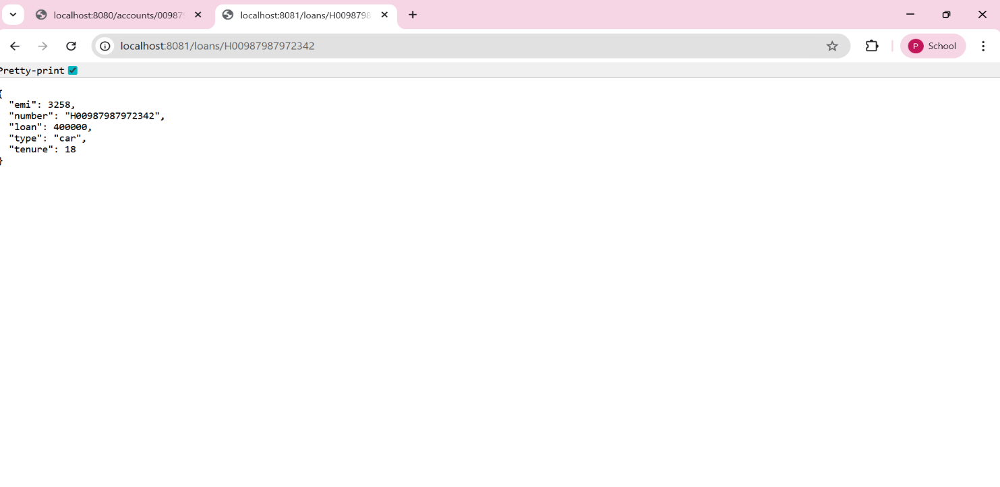 localhost:8080/accounts/00987
localhost:8081/loans/H0098798
localhost:8081/loans/H00987987972342
P School
Pretty-print
{
"emi": 3258,
"number": "H00987987972342",
"loan": 400000,
"type": "car",
"tenure": 18
}